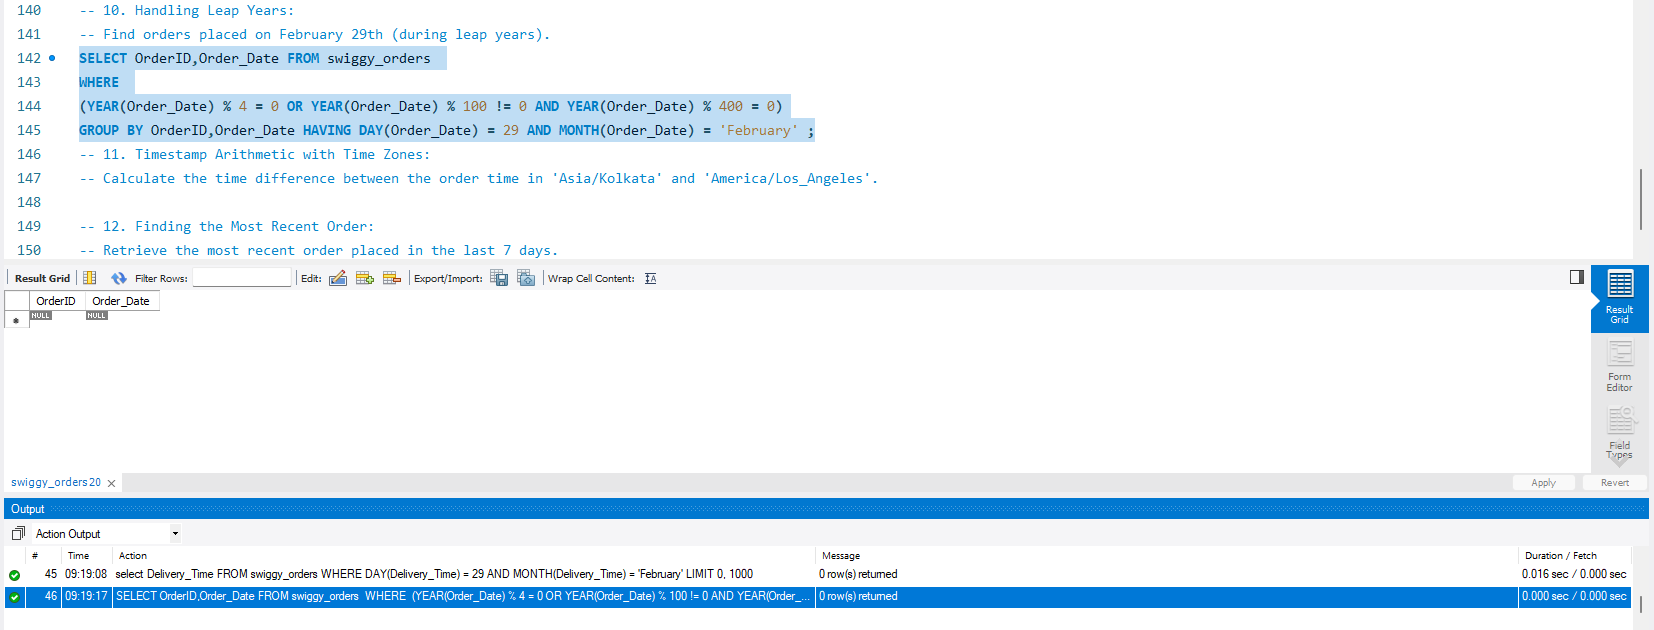 140 -- 10. Handling Leap Years:
141 -- Find orders placed on February 29th (during leap years).
142 SELECT OrderID,Order_Date FROM swiggy_orders
143 WHERE
144 (YEAR(Order_Date) % 4 = 0 OR YEAR(Order_Date) % 100 != 0 AND YEAR(Order_Date) % 400 = 0)
145 GROUP BY OrderID,Order_Date HAVING DAY(Order_Date) = 29 AND MONTH(Order_Date) = 'February' ;
146 -- 11. Timestamp Arithmetic with Time Zones:
147 -- Calculate the time difference between the order time in 'Asia/Kolkata' and 'America/Los_Angeles'.
148
149 -- 12. Finding the Most Recent Order:
150 -- Retrieve the most recent order placed in the last 7 days.
Result Grid Filter Rows: Edit: Export/Import: Wrap Cell Content:
OrderID Order_Date
NULL NULL
Result
Grid
Form
Editor
Field
Types
swiggy_orders20
Apply Revert
Output
Action Output
# Time Action Message Duration / Fetch
45 09:19:08 select Delivery_Time FROM swiggy_orders WHERE DAY(Delivery_Time) = 29 AND MONTH(Delivery_Time) = 'February' LIMIT 0, 1000 0 row(s) returned 0.016 sec / 0.000 sec
46 09:19:17 SELECT OrderID,Order_Date FROM swiggy_orders WHERE (YEAR(Order_Date) % 4 = 0 OR YEAR(Order_Date) % 100 != 0 AND YEAR(Order_... 0 row(s) returned 0.000 sec / 0.000 sec